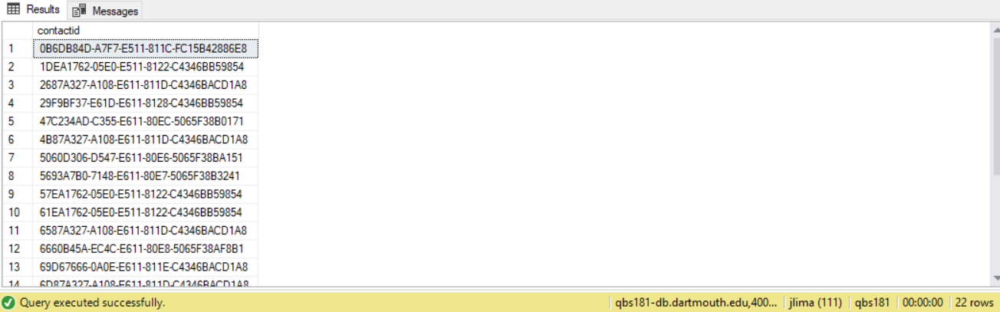 Results Messages
contactid
1 0B6DB84D-A7F7-E511-811C-FC15B42886E8
2 1DEA1762-05E0-E511-8122-C4346BB59854
3 2687A327-A108-E611-811D-C4346BACD1A8
4 29F9BF37-E61D-E611-8128-C4346BB59854
5 47C234AD-C355-E611-80EC-5065F38B0171
6 4B87A327-A108-E611-811D-C4346BACD1A8
7 5060D306-D547-E611-80E6-5065F38BA151
8 5693A7B0-7148-E611-80E7-5065F38B3241
9 57EA1762-05E0-E511-8122-C4346BB59854
10 61EA1762-05E0-E511-8122-C4346BB59854
11 6587A327-A108-E611-811D-C4346BACD1A8
12 6660B45A-EC4C-E611-80E8-5065F38AF8B1
13 69D67666-0A0E-E611-811E-C4346BACD1A8
14 6D87A327-A108-E611-811D-C4346BACD1A8
Query executed successfully. qbs181-db.dartmouth.edu,400... jlima (111) qbs181 00:00:00 22 rows